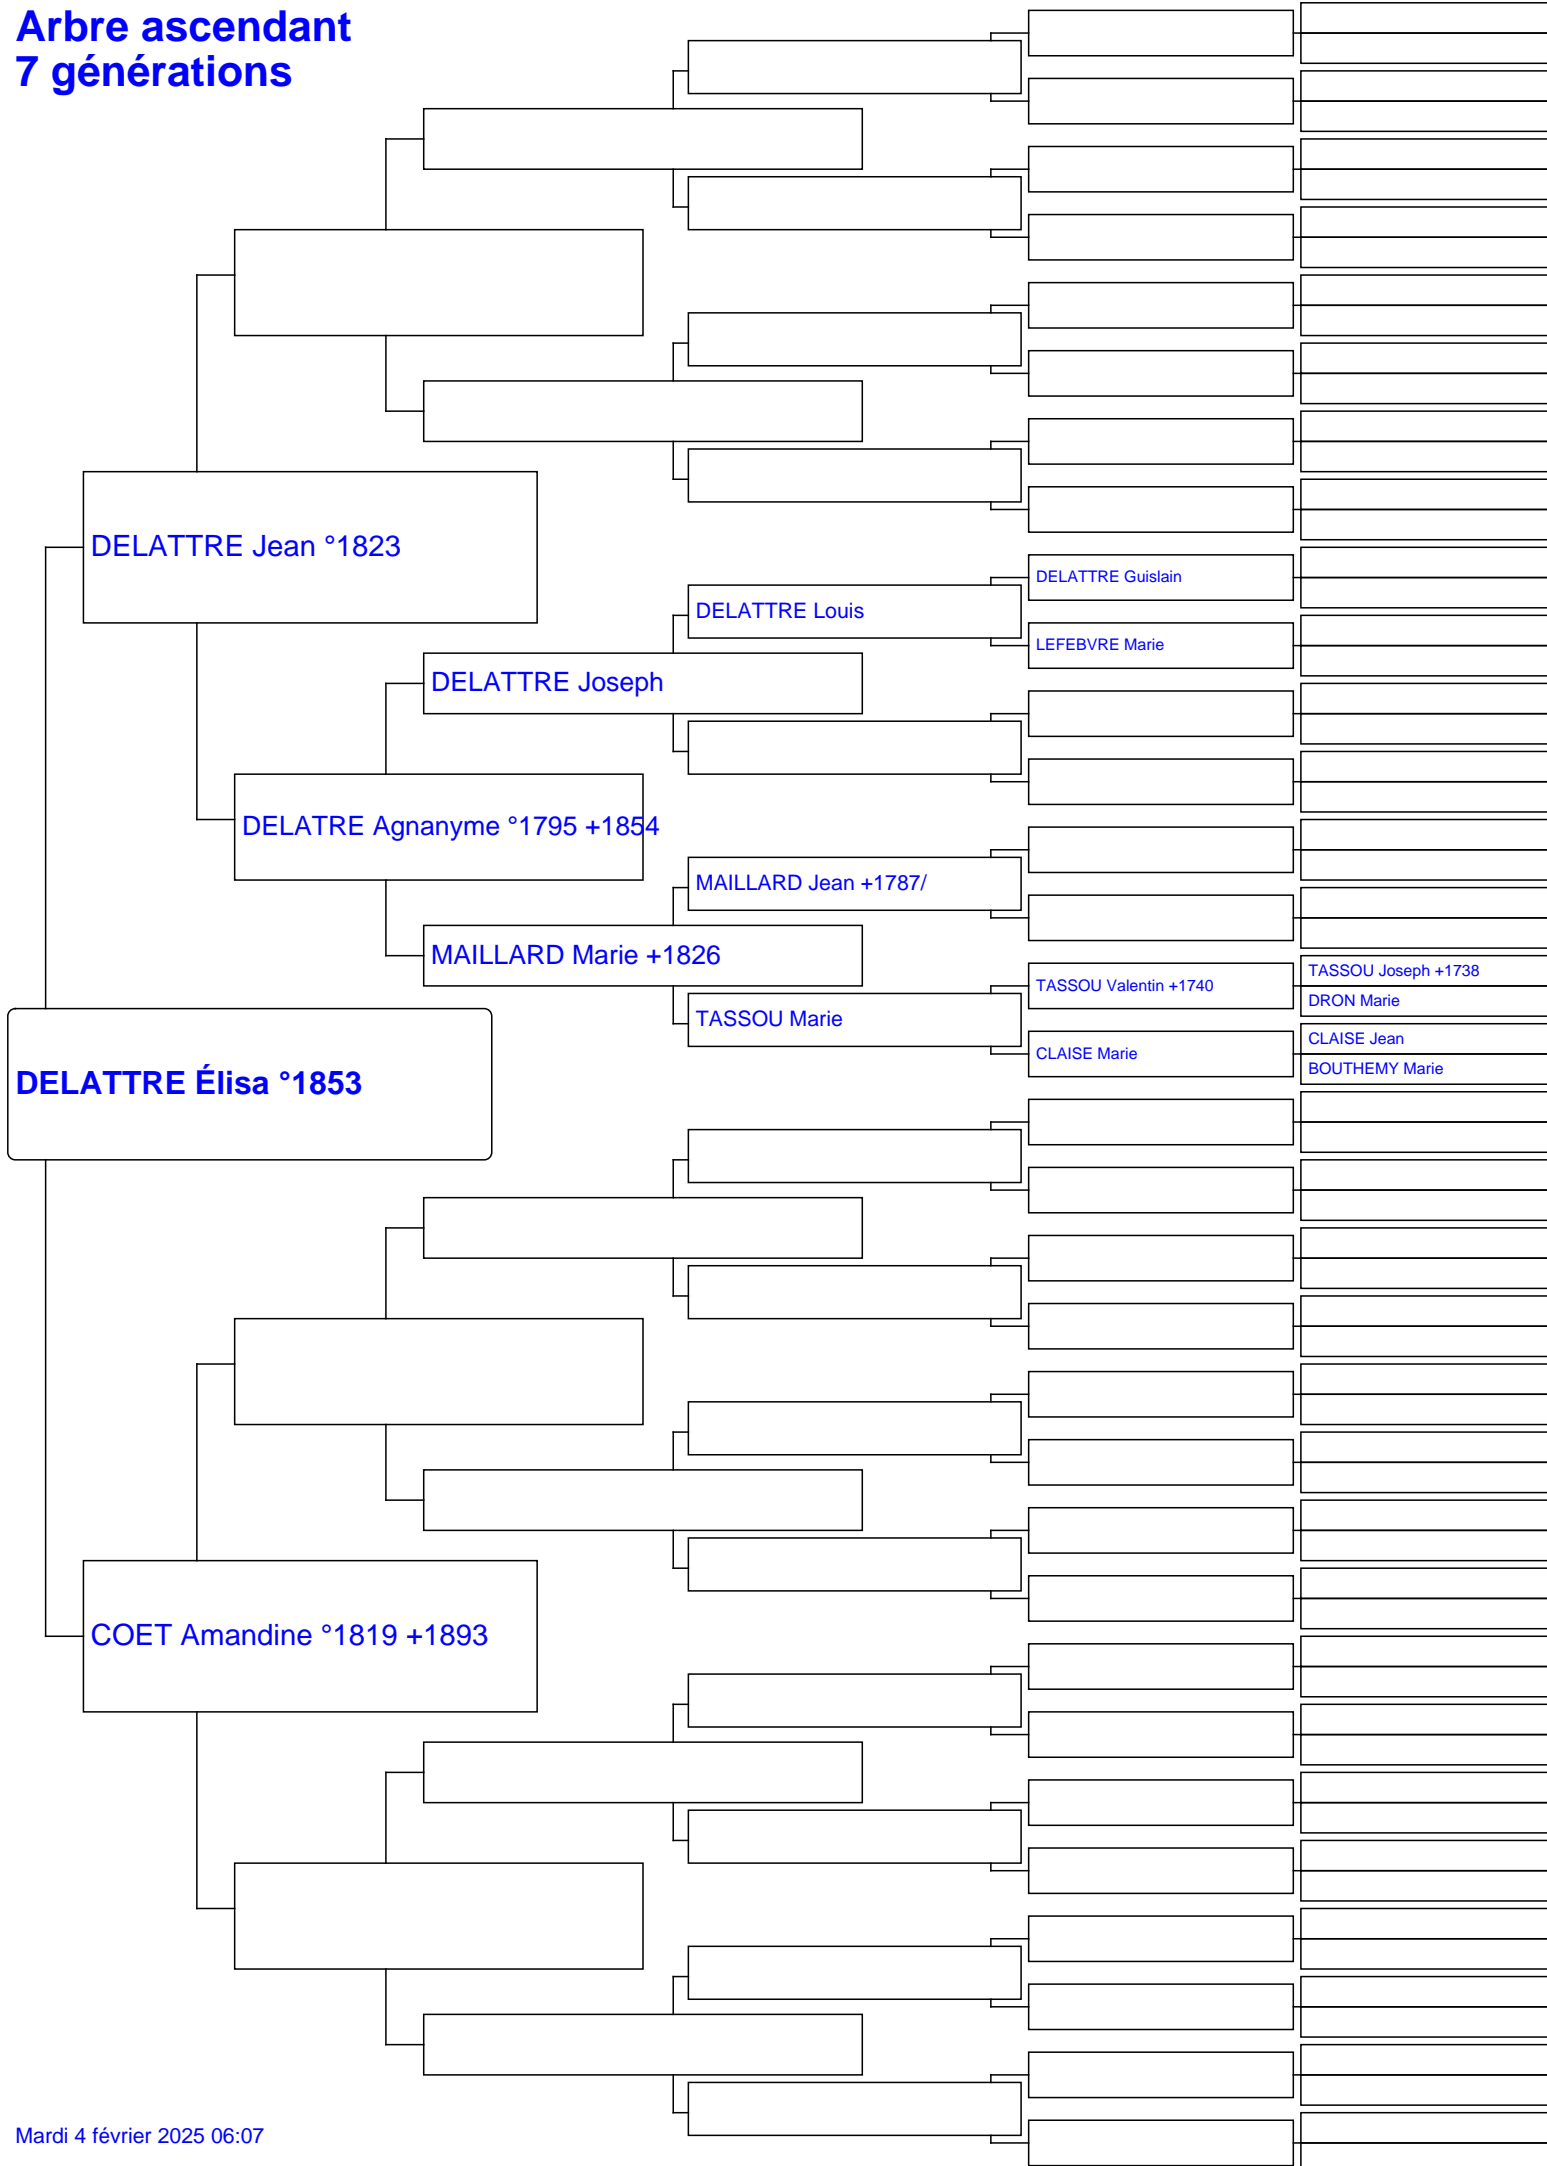 Arbre ascendant
7 générations
DELATTRE Jean °1823
DELATTRE Guislain
DELATTRE Louis
LEFEBVRE Marie
DELATTRE Joseph
DELATRE Agnanyme °1795 +1854
MAILLARD Jean +1787/
MAILLARD Marie +1826
TASSOU Joseph +1738
TASSOU Valentin +1740
DRON Marie
TASSOU Marie
CLAISE Jean
CLAISE Marie
BOUTHEMY Marie
DELATTRE Élisa °1853
COET Amandine °1819 +1893
Mardi 4 février 2025 06:07